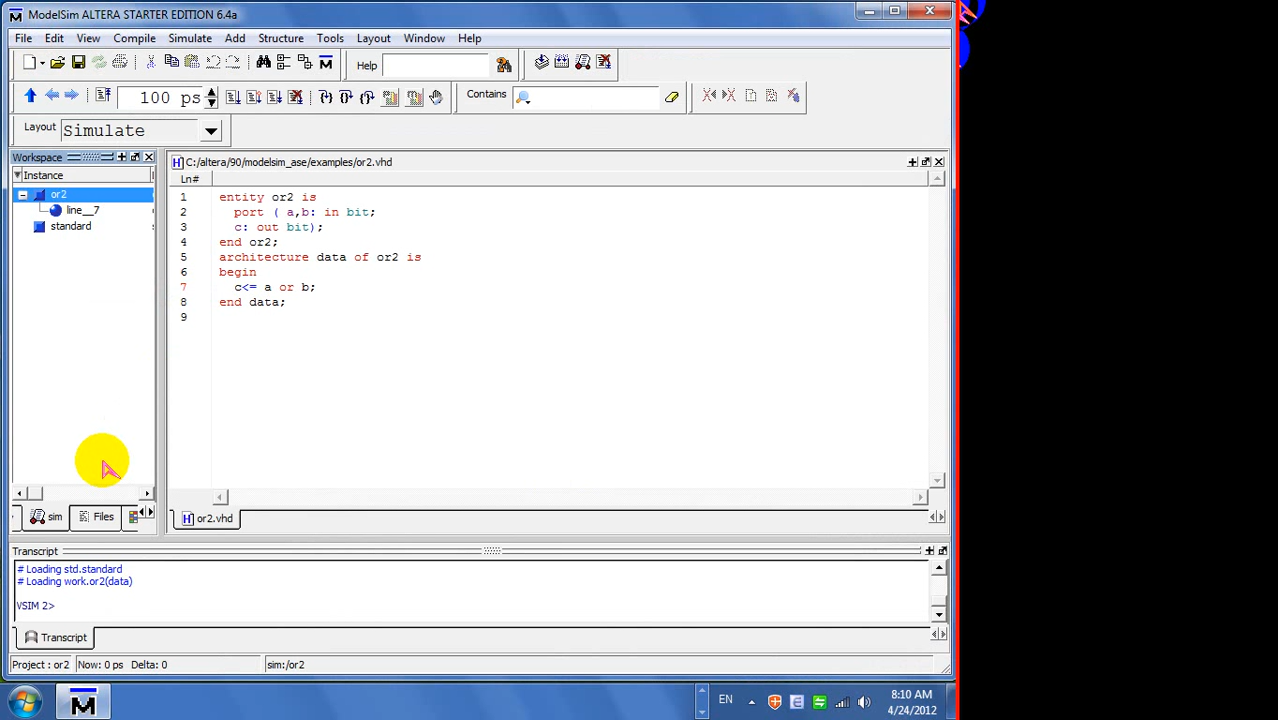 ModelSim ALTERA STARTER EDITION 6.4a
File Edit View Compile Simulate Add Structure Tools Layout Window Help
Help
100 ps
Contains
Layout Simulate
Workspace
Instance
or2
line__7
standard
sim
Files
C:/altera/90/modelsim_ase/examples/or2.vhd
Ln#
1 entity or2 is
2 port ( a,b: in bit;
3 c: out bit);
4 end or2;
5 architecture data of or2 is
6 begin
7 c<= a or b;
8 end data;
9
or2.vhd
Transcript
# Loading std.standard
# Loading work.or2(data)
VSIM 2>
Transcript
Project : or2 Now: 0 ps Delta: 0 sim:/or2
EN
8:10 AM
4/24/2012